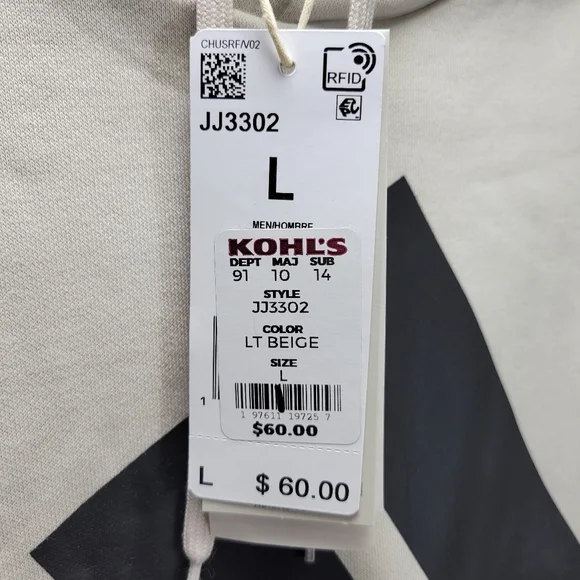 CHUSRF/V02
RFID
JJ3302
L
MEN/HOMBRE
KOHL'S
DEPT MAJ SUB
91 10 14
STYLE
JJ3302
COLOR
LT BEIGE
SIZE
L
1
1 97611 19725 7
$60.00
L $ 60.00